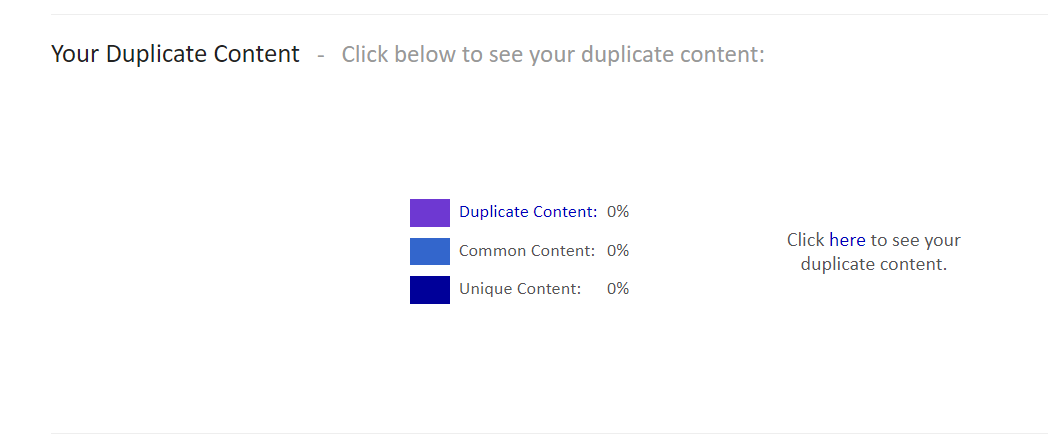 Your Duplicate Content - Click below to see your duplicate content:
Duplicate Content: 0%
Common Content: 0%
Unique Content: 0%
Click here to see your
duplicate content.